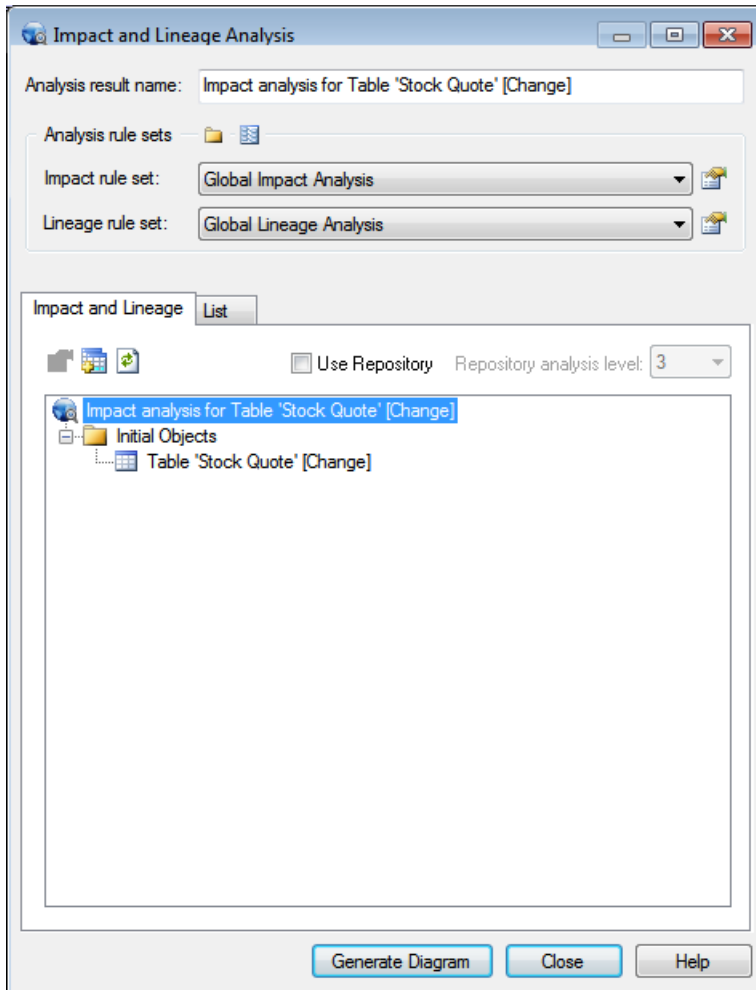 Impact and Lineage Analysis
Analysis result name: Impact analysis for Table 'Stock Quote' [Change]
Analysis rule sets
Impact rule set: Global Impact Analysis
Lineage rule set: Global Lineage Analysis
Impact and Lineage List
Use Repository Repository analysis level: 3
Impact analysis for Table 'Stock Quote' [Change]
Initial Objects
Table 'Stock Quote' [Change]
Generate Diagram Close Help